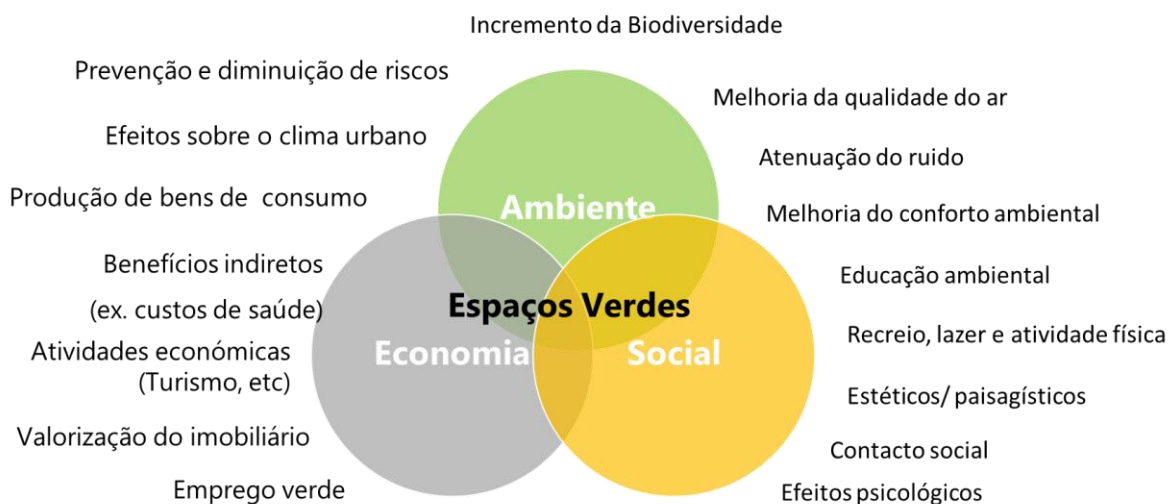 Incremento da Biodiversidade
Prevenção e diminuição de riscos
Melhoria da qualidade do ar
Efeitos sobre o clima urbano
Atenuação do ruido
Produção de bens de consumo
Ambiente
Melhoria do conforto ambiental
Benefícios indiretos
Educação ambiental
(ex. custos de saúde)
Espaços Verdes
Recreio, lazer e atividade física
Atividades económicas
(Turismo, etc)
Economia
Social
Estéticos/ paisagísticos
Valorização do imobiliário
Contacto social
Emprego verde
Efeitos psicológicos